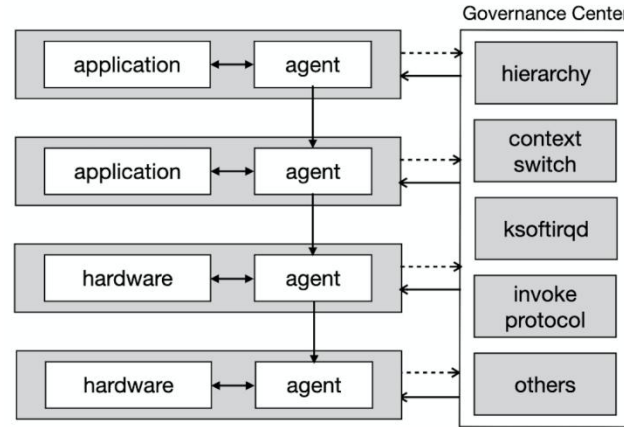 Governance Center
application
agent
hierarchy
application
agent
context
switch
ksoftirqd
hardware
agent
invoke
protocol
hardware
agent
others